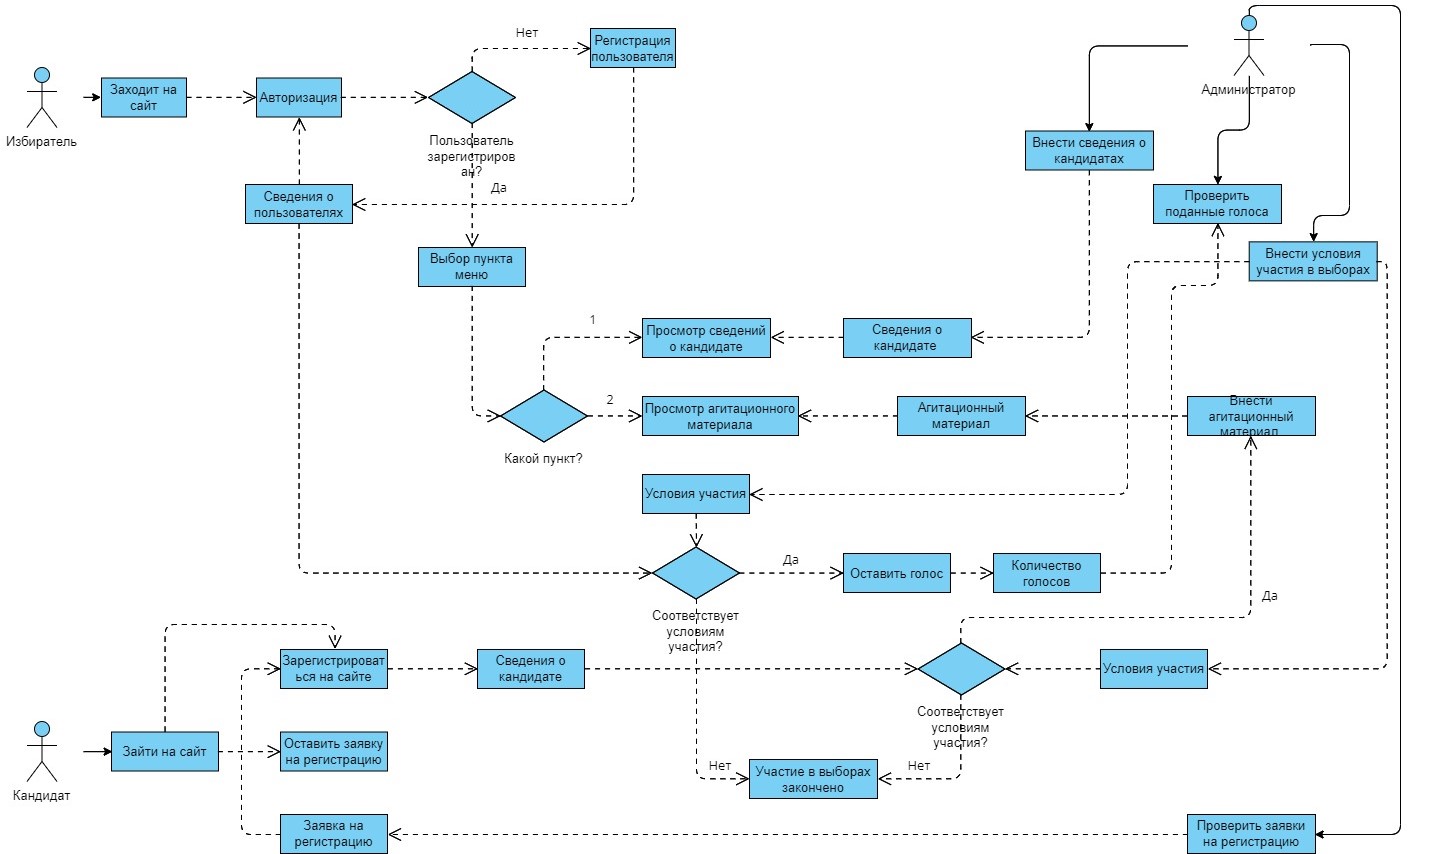 Нет
Регистрация
пользователя
Заходит на
сайт
Авторизация
Избиратель
Пользователь
зарегистриров
ан?
Да
Сведения о
пользователях
Выбор пункта
меню
Администратор
Внести сведения о
кандидатах
Проверить
поданные голоса
Внести условия
участия в выборах
1
Просмотр сведений
о кандидате
Сведения о
кандидате
2
Просмотр агитационного
материала
Агитационный
материал
Внести
агитационный
материал
Какой пункт?
Условия участия
Да
Оставить голос
Количество
голосов
Соответствует
условиям
участия?
Да
Зарегистрироват
ься на сайте
Сведения о
кандидате
Условия участия
Соответствует
условиям
участия?
Зайти на сайт
Оставить заявку
на регистрацию
Кандидат
Нет
Участие в выборах
закончено
Нет
Заявка на
регистрацию
Проверить заявки
на регистрацию